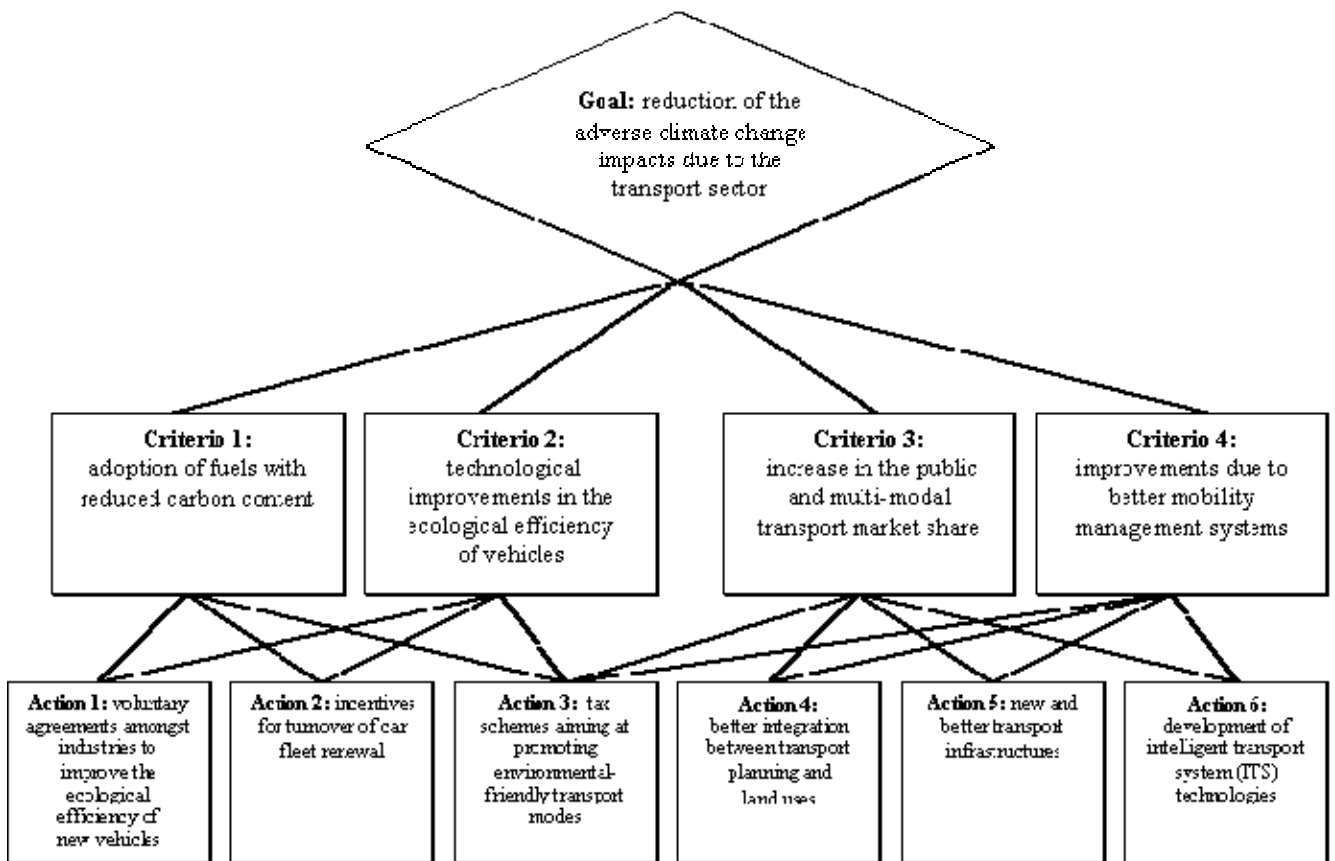 Goal: reduction of the
adverse climate change
impacts due to the
transport sector
Criterio 1:
adoption of fuels with
reduced carbon content
Criterio 2:
technological
improvements in the
ecological efficiency
of vehicles
Criterio 3:
increase in the public
and multi-modal
transport market share
Criterio 4:
improvements due to
better mobility
management systems
Action 1: voluntary
agreements amongst
industries to
improve the
ecological
efficiency of
new vehicles
Action 2: incentives
for turnover of car
fleet renewal
Action 3: tax
schemes aiming at
promoting
environmental-
friendly transport
modes
Action 4:
better integration
between transport
planning and
land uses
Action 5: new and
better transport
infrastructures
Action 6:
development of
intelligent transport
system (ITS)
technologies